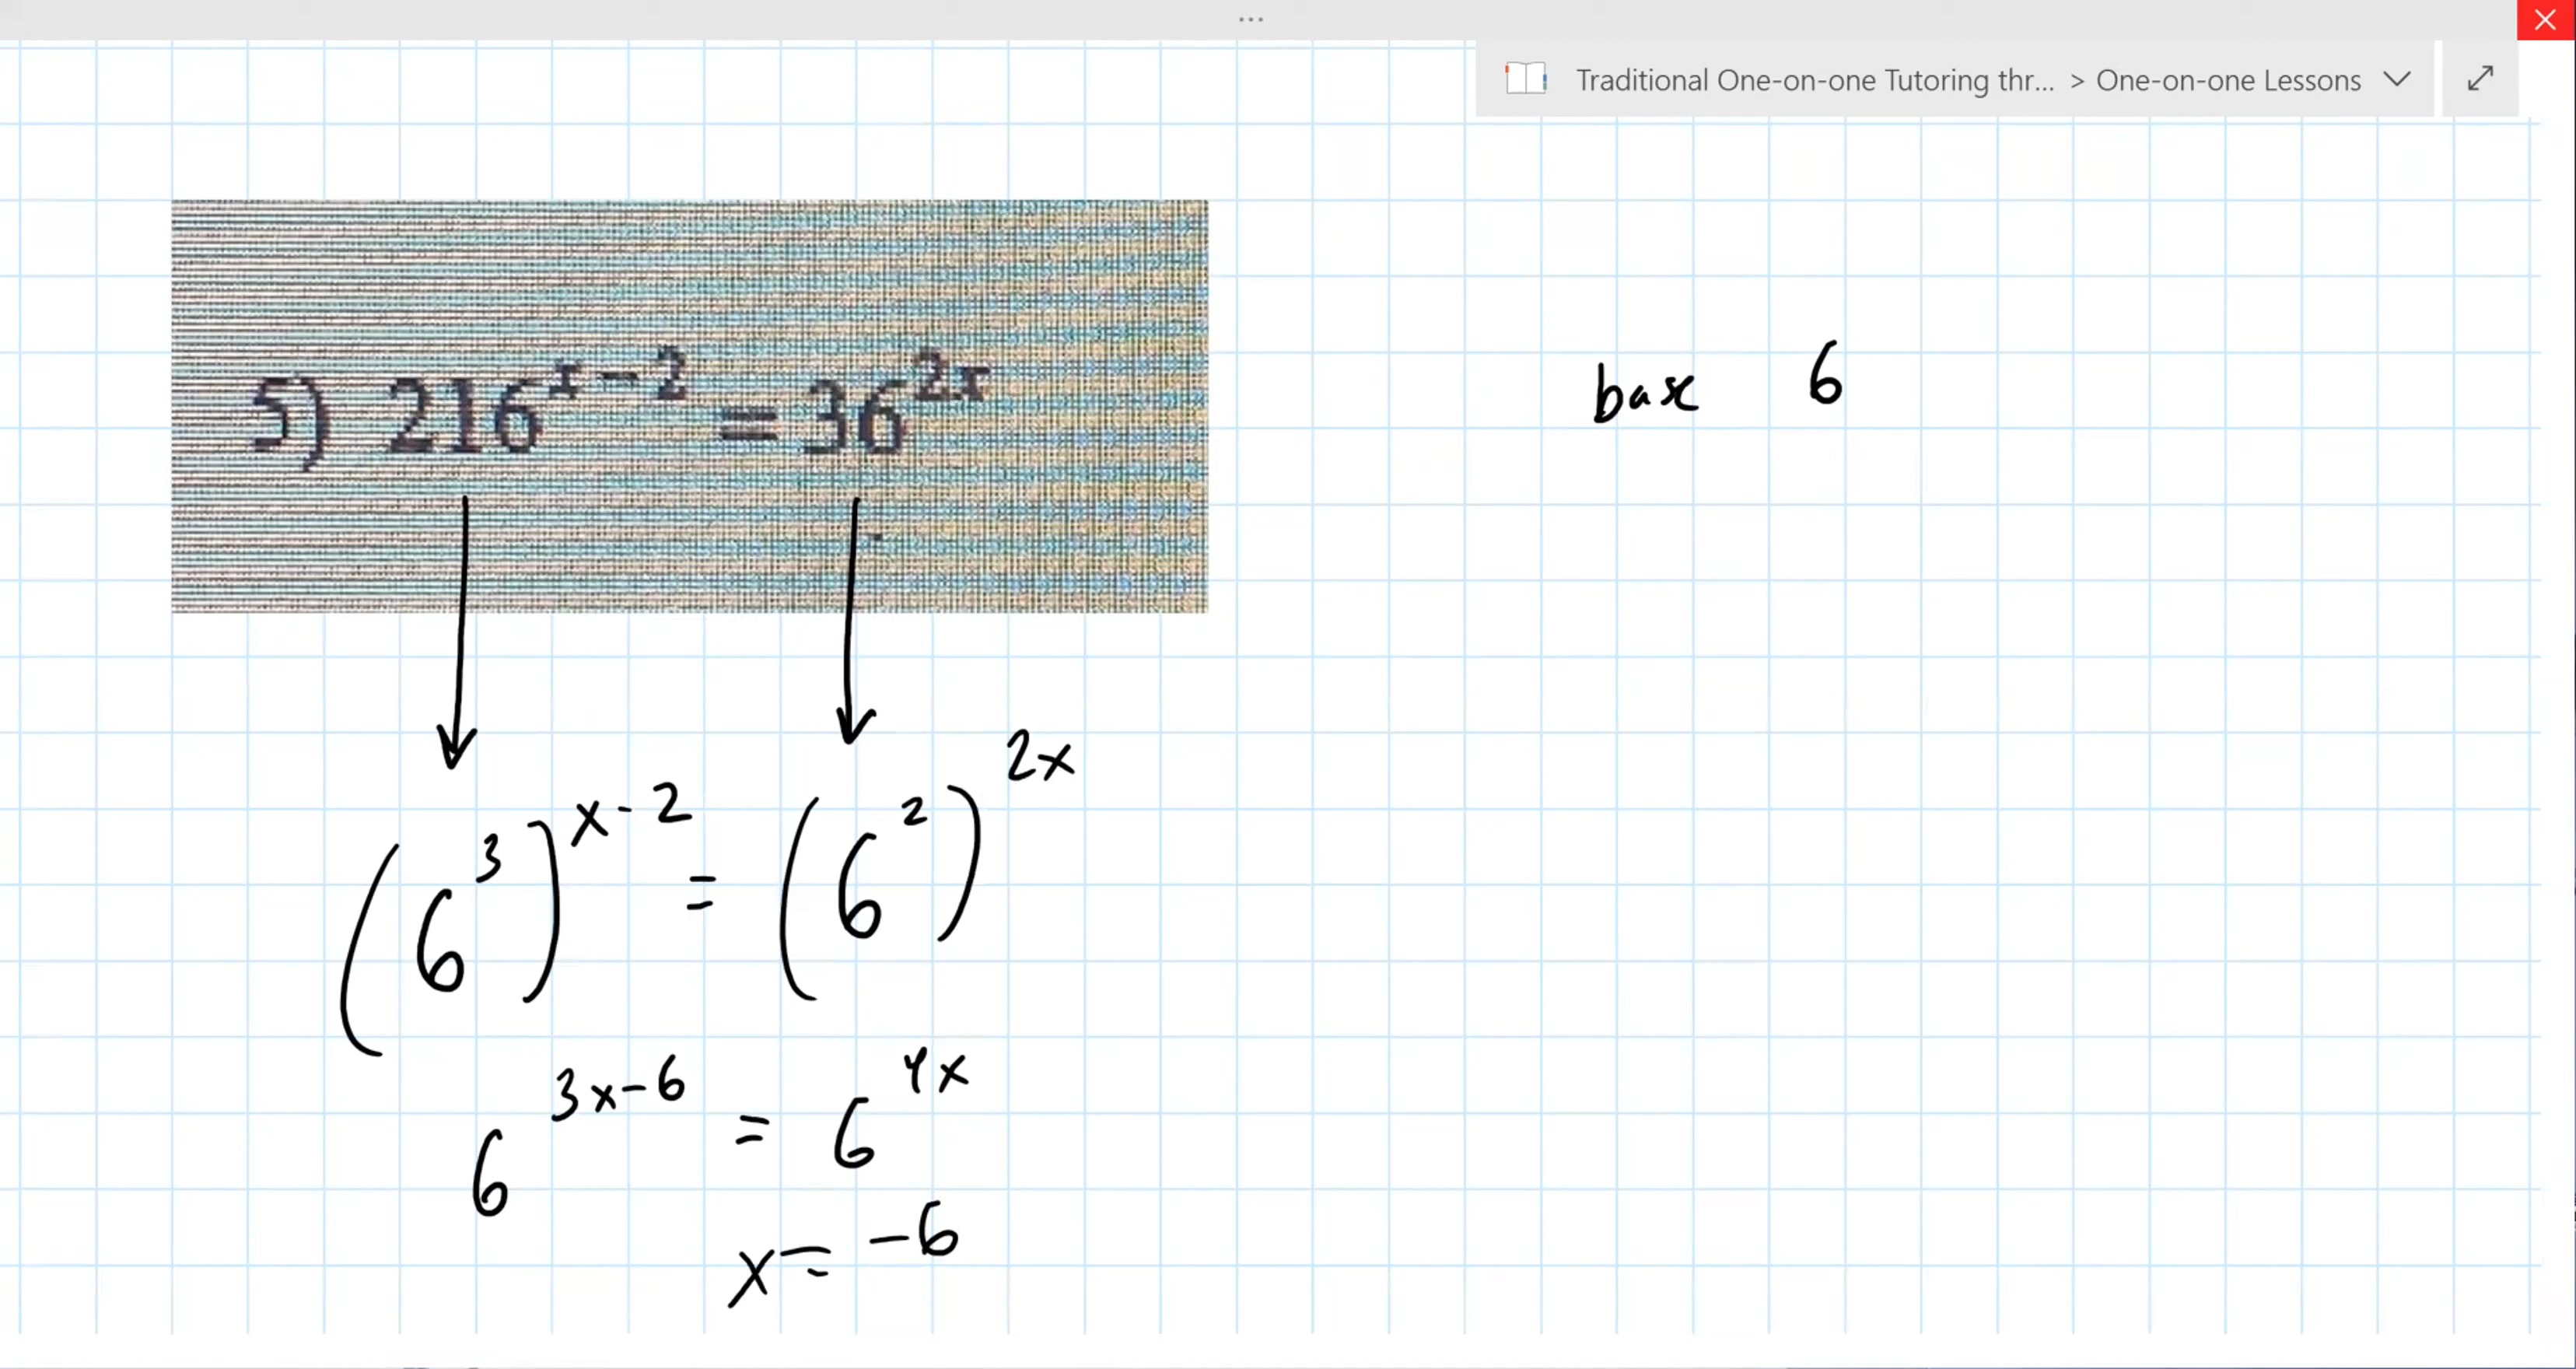 ...
Traditional One-on-one Tutoring thr... > One-on-one Lessons
5) 216^{x-2} = 36^{2x}
base 6
(6^3)^{x-2} = (6^2)^{2x}
6^{3x-6} = 6^{4x}
x = -6